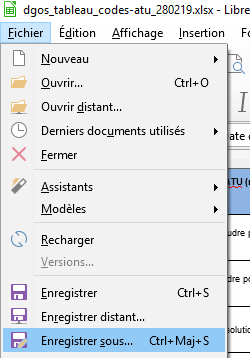 dgos_tableau_codes-atu_280219.xlsx - Libre
Fichier Édition Affichage Insertion
Nouveau
Ouvrir... Ctrl+O
Ouvrir distant...
Derniers documents utilisés
Fermer
Assistants
Modèles
Recharger
Versions...
Enregistrer Ctrl+S
Enregistrer distant...
Enregistrer sous... Ctrl+Maj+S